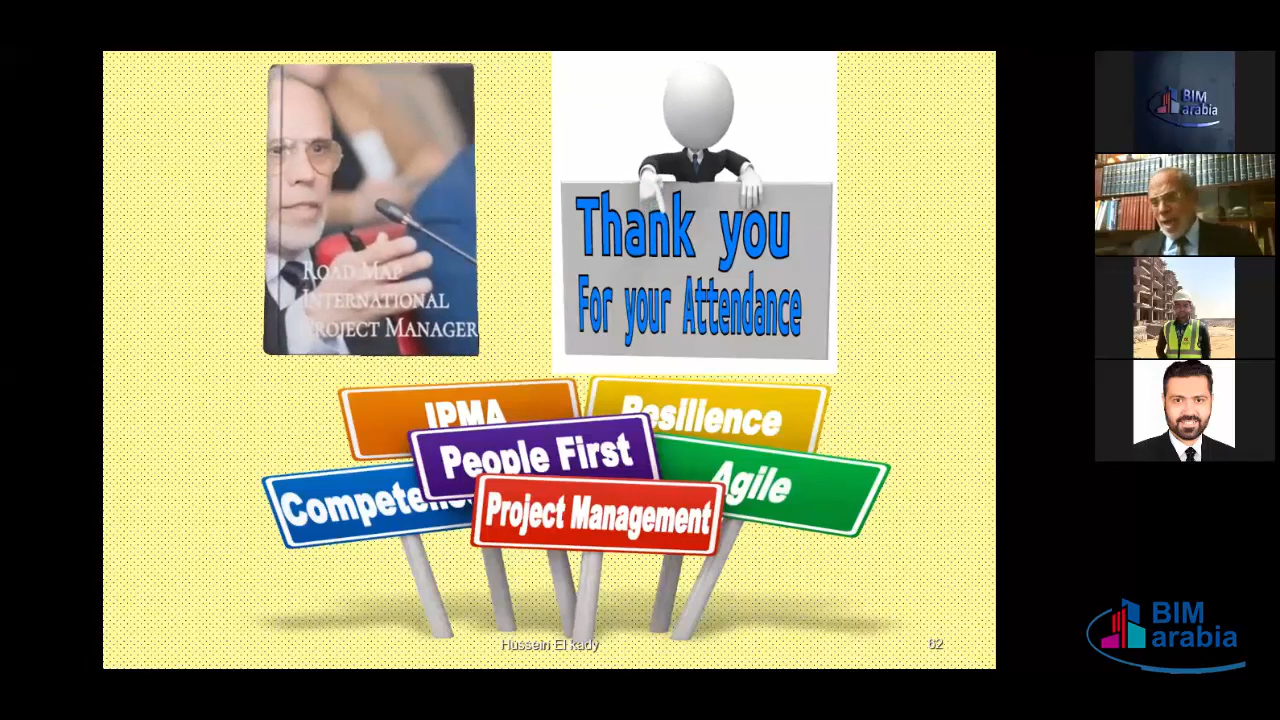 ROAD MAP
INTERNATIONAL
PROJECT MANAGER
Thank you
For your Attendance
IPMA
Resilience
People First
Agile
Project Management
Hussein El kady
62
BIM
arabia
BIM
arabia